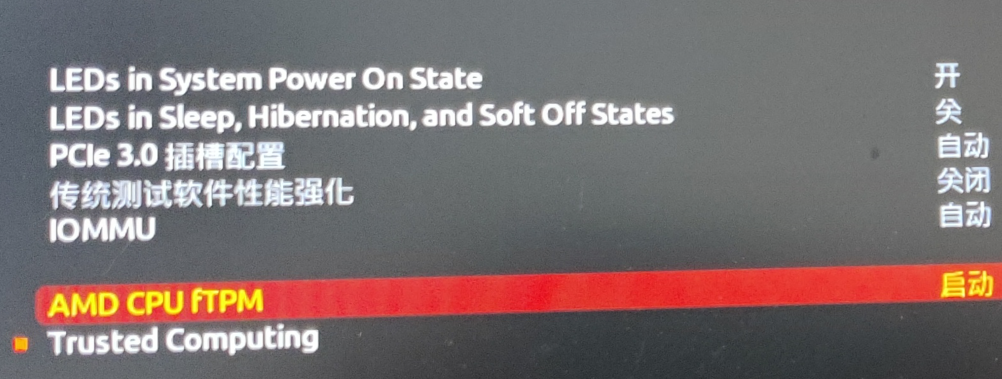 LEDs in System Power On State 开
LEDs in Sleep, Hibernation, and Soft Off States 关
PCIe 3.0 插槽配置 自动
传统测试软件性能强化 关闭
IOMMU 自动
AMD CPU fTPM 启动
Trusted Computing